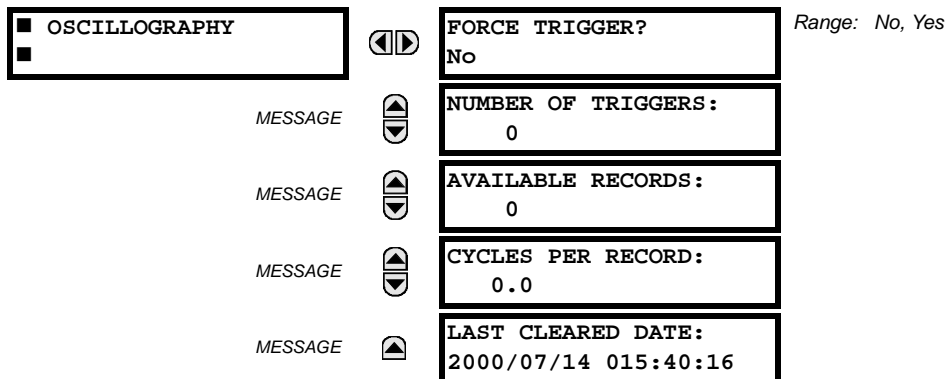 ■ OSCILLOGRAPHY
■
FORCE TRIGGER?
No
Range: No, Yes
MESSAGE
NUMBER OF TRIGGERS:
0
MESSAGE
AVAILABLE RECORDS:
0
MESSAGE
CYCLES PER RECORD:
0.0
MESSAGE
LAST CLEARED DATE:
2000/07/14 015:40:16